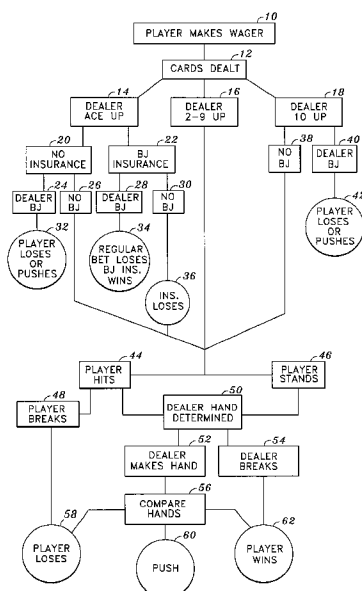 10
PLAYER MAKES WAGER
12
CARDS DEALT
14
DEALER
ACE UP
16
DEALER
2-9 UP
18
DEALER
10 UP
20
NO
INSURANCE
22
BJ
INSURANCE
38
NO
BJ
40
DEALER
BJ
24
DEALER
BJ
26
NO
BJ
28
DEALER
BJ
30
NO
BJ
32
PLAYER
LOSES
OR
PUSHES
34
REGULAR
BET LOSES
BJ INS.
WINS
36
INS.
LOSES
42
PLAYER
LOSES OR
PUSHES
44
PLAYER
HITS
46
PLAYER
STANDS
48
PLAYER
BREAKS
50
DEALER HAND
DETERMINED
52
DEALER
MAKES HAND
54
DEALER
BREAKS
56
COMPARE
HANDS
58
PLAYER
LOSES
60
PUSH
62
PLAYER
WINS